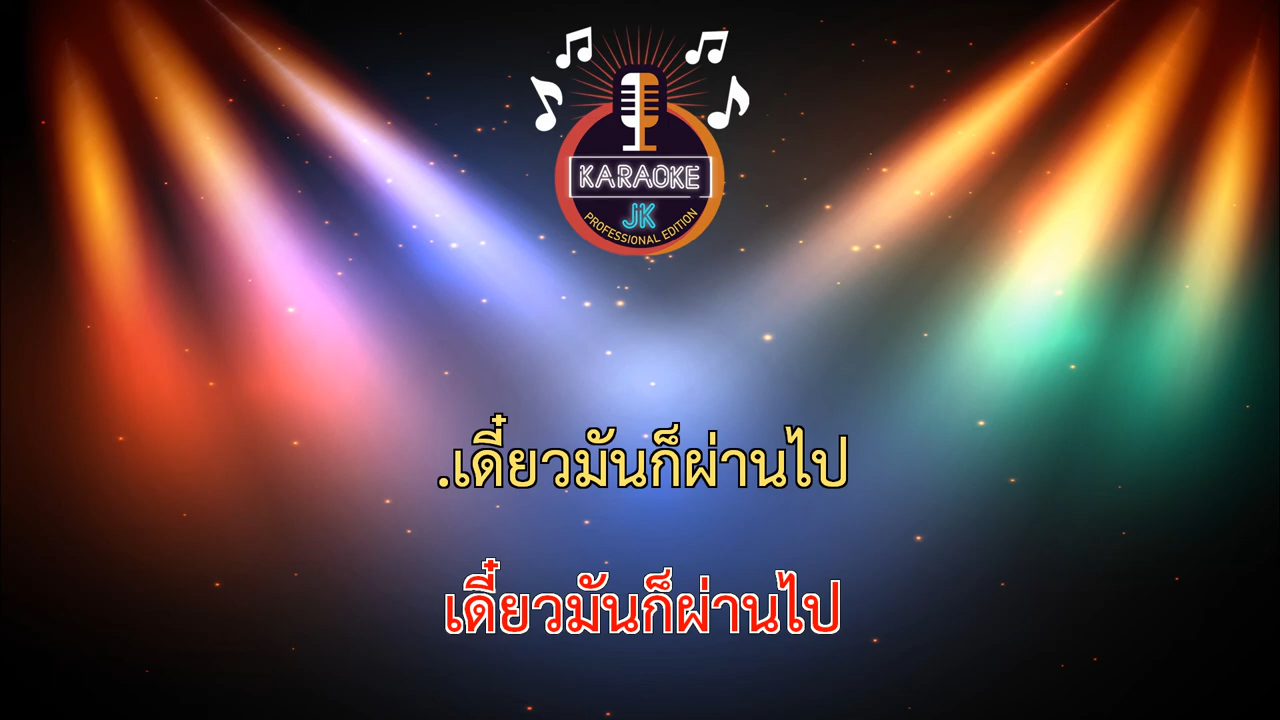 KARAOKE
JK
PROFESSIONAL EDITION
.เดี๋ยวมันก็ผ่านไป
เดี๋ยวมันก็ผ่านไป